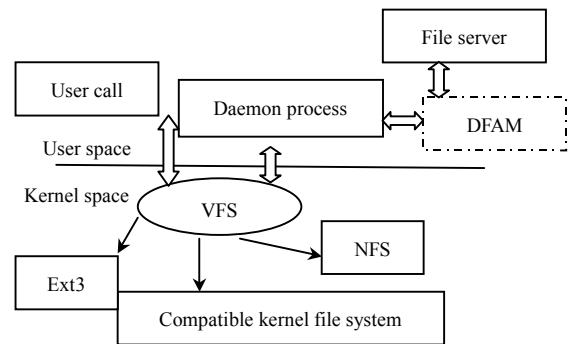 File server
User call
Daemon process
DFAM
User space
Kernel space
VFS
NFS
Ext3
Compatible kernel file system